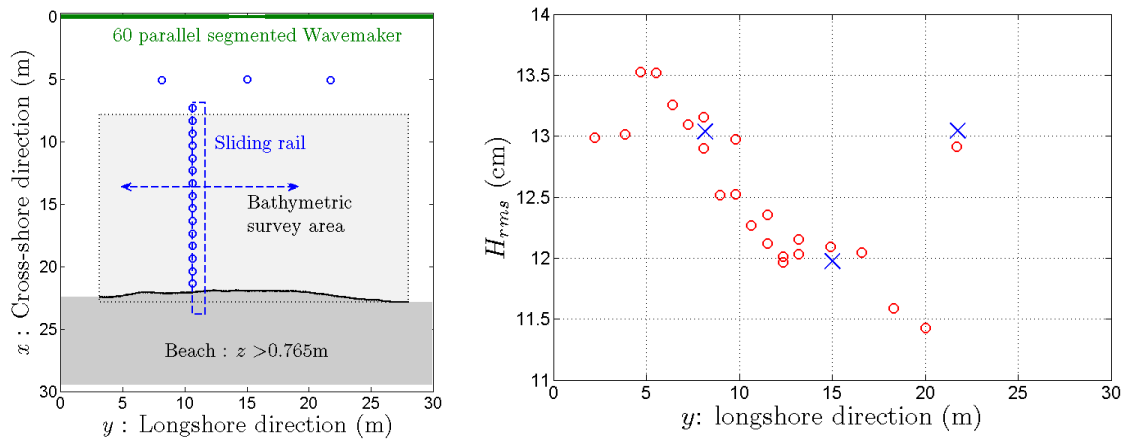 0
5
10
15
20
25
30
x : Cross-shore direction (m)
60 parallel segmented Wavemaker
Sliding rail
Bathymetric
survey area
Beach : z >0.765m
0 5 10 15 20 25 30
y : Longshore direction (m)
14
13.5
13
12.5
12
11.5
11
H_{rms} (cm)
0 5 10 15 20 25 30
y: longshore direction (m)